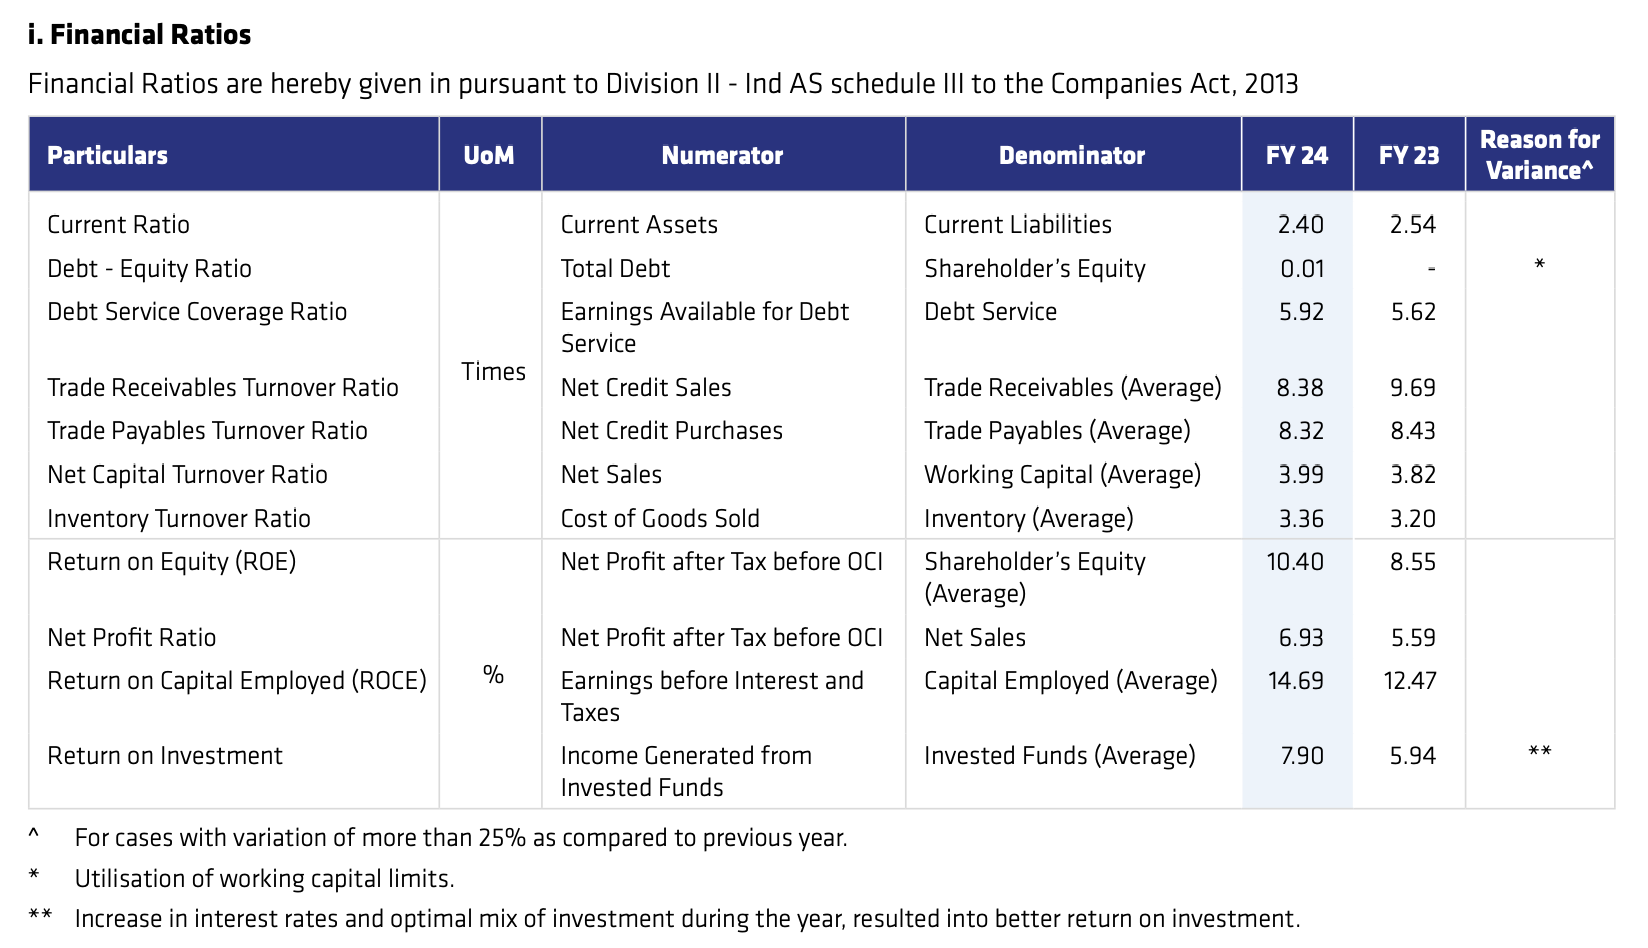 i. Financial Ratios
Financial Ratios are hereby given in pursuant to Division II - Ind AS schedule III to the Companies Act, 2013
Particulars UoM Numerator Denominator FY 24 FY 23 Reason for Variance^
Current Ratio Current Assets Current Liabilities 2.40 2.54
Debt - Equity Ratio Total Debt Shareholder's Equity 0.01 - *
Debt Service Coverage Ratio Earnings Available for Debt Debt Service 5.92 5.62
Service
Times
Trade Receivables Turnover Ratio Net Credit Sales Trade Receivables (Average) 8.38 9.69
Trade Payables Turnover Ratio Net Credit Purchases Trade Payables (Average) 8.32 8.43
Net Capital Turnover Ratio Net Sales Working Capital (Average) 3.99 3.82
Inventory Turnover Ratio Cost of Goods Sold Inventory (Average) 3.36 3.20
Return on Equity (ROE) Net Profit after Tax before OCI Shareholder's Equity 10.40 8.55
(Average)
Net Profit Ratio Net Profit after Tax before OCI Net Sales 6.93 5.59
%
Return on Capital Employed (ROCE) Earnings before Interest and Capital Employed (Average) 14.69 12.47
Taxes
Return on Investment Income Generated from Invested Funds (Average) 7.90 5.94 **
Invested Funds
^ For cases with variation of more than 25% as compared to previous year.
* Utilisation of working capital limits.
** Increase in interest rates and optimal mix of investment during the year, resulted into better return on investment.